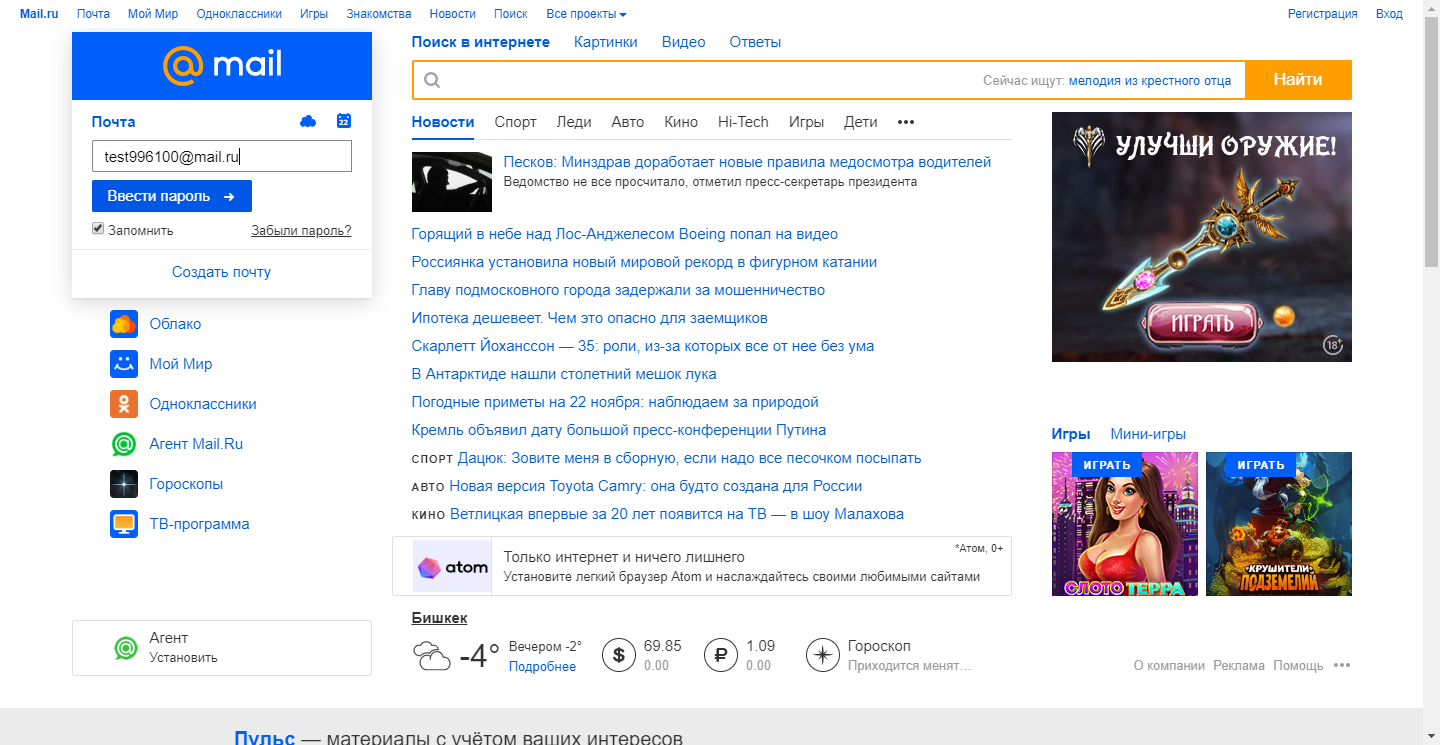 Mail.ru Почта Мой Мир Одноклассники Игры Знакомства Новости Поиск Все проекты Регистрация Вход
mail
Почта
22
test996100@mail.ru
Ввести пароль
Запомнить Забыли пароль?
Создать почту
Облако
Мой Мир
Одноклассники
Агент Mail.Ru
Гороскопы
ТВ-программа
Агент
Установить
Поиск в интернете Картинки Видео Ответы
Сейчас ищут: мелодия из крестного отца Найти
Новости Спорт Леди Авто Кино Hi-Tech Игры Дети
Песков: Минздрав доработает новые правила медосмотра водителей
Ведомство не все просчитало, отметил пресс-секретарь президента
Горящий в небе над Лос-Анджелесом Boeing попал на видео
Россиянка установила новый мировой рекорд в фигурном катании
Главу подмосковного города задержали за мошенничество
Ипотека дешевеет. Чем это опасно для заемщиков
Скарлетт Йоханссон — 35: роли, из-за которых все от нее без ума
В Антарктиде нашли столетний мешок лука
Погодные приметы на 22 ноября: наблюдаем за природой
Кремль объявил дату большой пресс-конференции Путина
СПОРТ Дацюк: Зовите меня в сборную, если надо все песочком посыпать
АВТО Новая версия Toyota Camry: она будто создана для России
КИНО Ветлицкая впервые за 20 лет появится на ТВ — в шоу Малахова
atom
Только интернет и ничего лишнего
*Атом, 0+
Установите легкий браузер Atom и наслаждайтесь своими любимыми сайтами
Бишкек
-4° Вечером -2°
Подробнее
$ 69.85
0.00
₽ 1.09
0.00
Гороскоп
Приходится менят...
УЛУЧШИ ОРУЖИЕ!
ИГРАТЬ
18+
Игры Мини-игры
ИГРАТЬ
СЛОТОТЕРРА
ИГРАТЬ
КРУШИТЕЛИ
ПОДЗЕМЕЛИЙ
О компании Реклама Помощь
Пульс — материалы с учётом ваших интересов